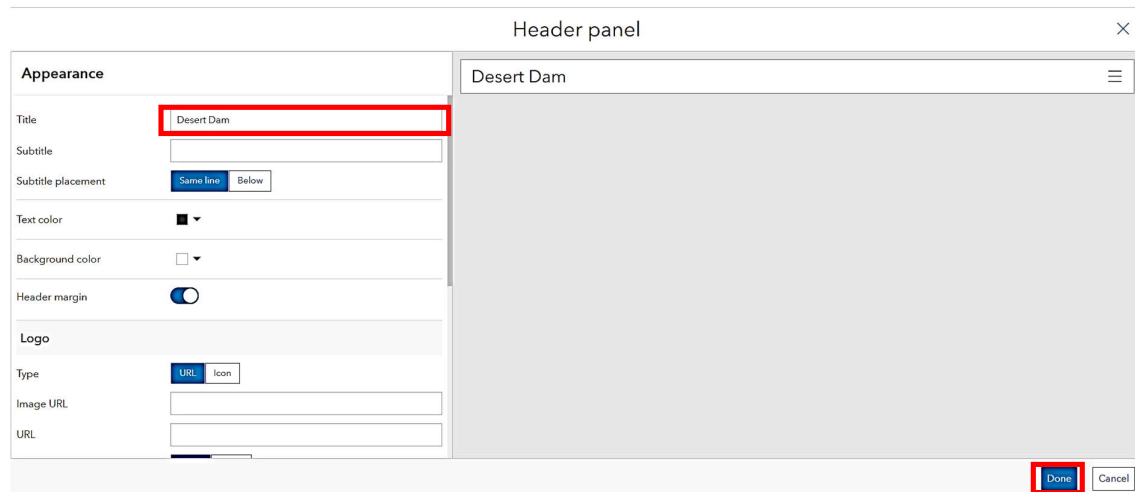 Header panel
Appearance
Desert Dam
Title
Desert Dam
Subtitle
Subtitle placement
Same line
Below
Text color
Background color
Header margin
Logo
Type
URL
Icon
Image URL
URL
Done
Cancel